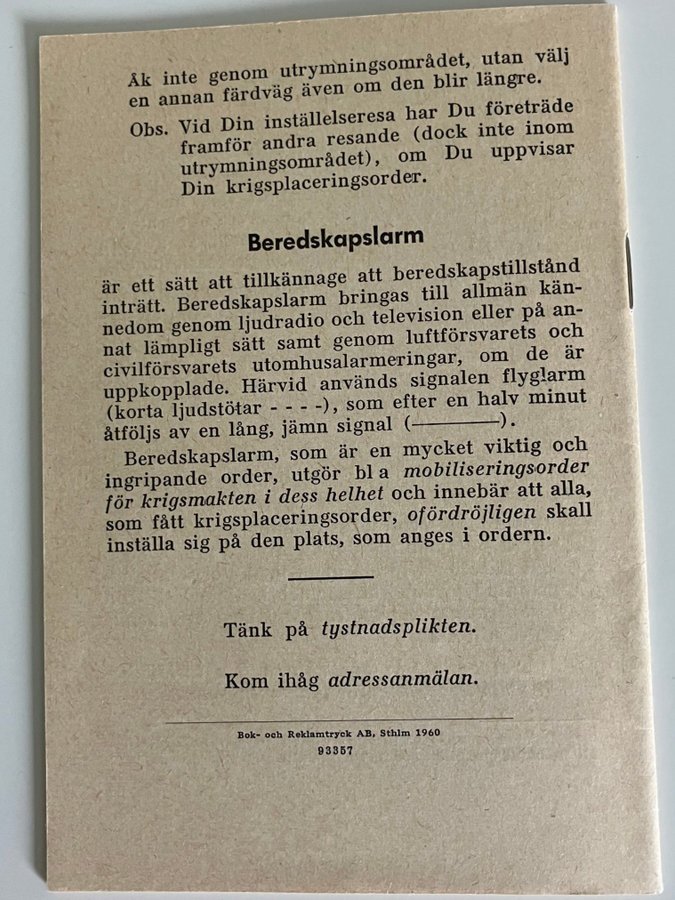 Åk inte genom utrymningsområdet, utan välj
en annan färdväg även om den blir längre.
Obs. Vid Din inställelseresa har Du företräde
framför andra resande (dock inte inom
utrymningsområdet), om Du uppvisar
Din krigsplaceringsorder.
Beredskapslarm
är ett sätt att tillkännage att beredskapstillstånd
inträtt. Beredskapslarm bringas till allmän kän-
nedom genom ljudradio och television eller på an-
nat lämpligt sätt samt genom luftförsvarets och
civilförsvarets utomhusalarmeringar, om de är
uppkopplade. Härvid används signalen flyglarm
(korta ljudstötar - - - -), som efter en halv minut
åtföljs av en lång, jämn signal (————).
Beredskapslarm, som är en mycket viktig och
ingripande order, utgör bl a mobiliseringsorder
för krigsmakten i dess helhet och innebär att alla,
som fått krigsplaceringsorder, ofördröjligen skall
inställa sig på den plats, som anges i ordern.
Tänk på tystnadsplikten.
Kom ihåg adressanmälan.
Bok- och Reklamtryck AB, Sthlm 1960
93357